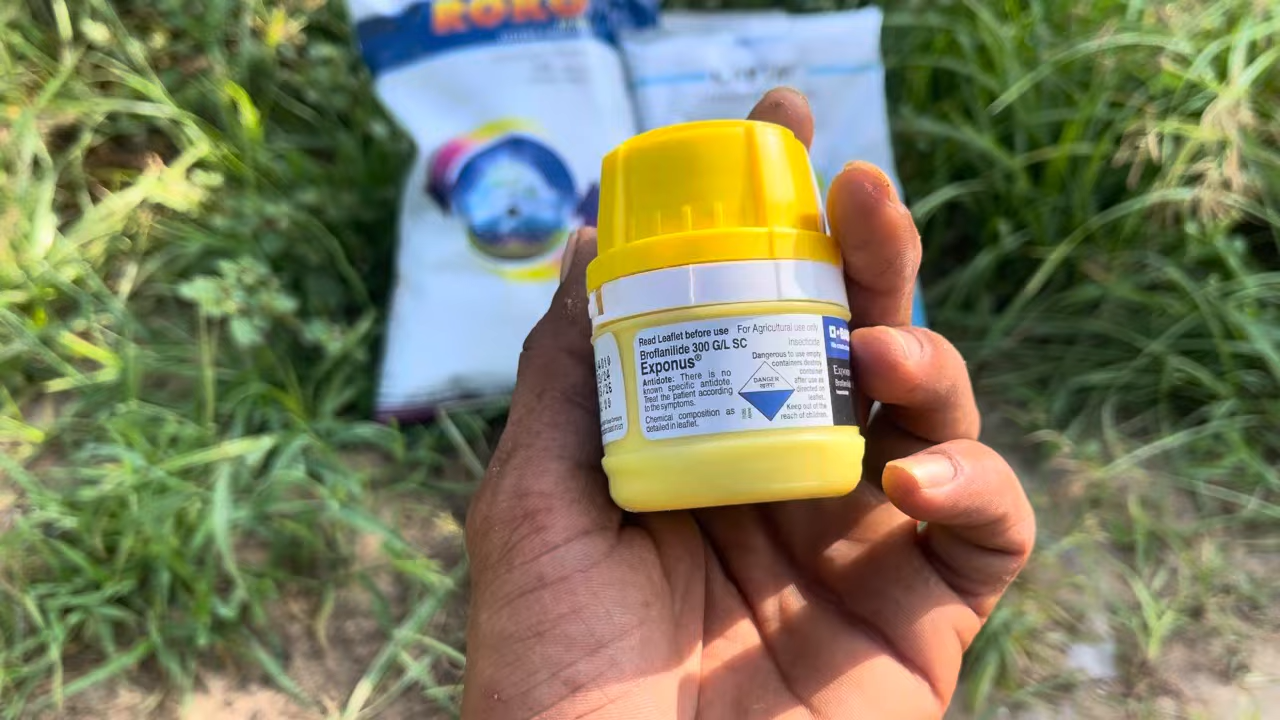 ROKO
Read Leaflet before use
For Agricultural use only
Broflanilide 300 G/L SC
insecticide
Exponus®
Antidote: There is no
known specific antidote.
Treat the patient according
to the symptoms.
Chemical composition as
detailed in leaflet.
DANGER
Dangerous to use empty
containers destroy
container
after use as
directed on
leaflet.
Keep out of the
reach of children.